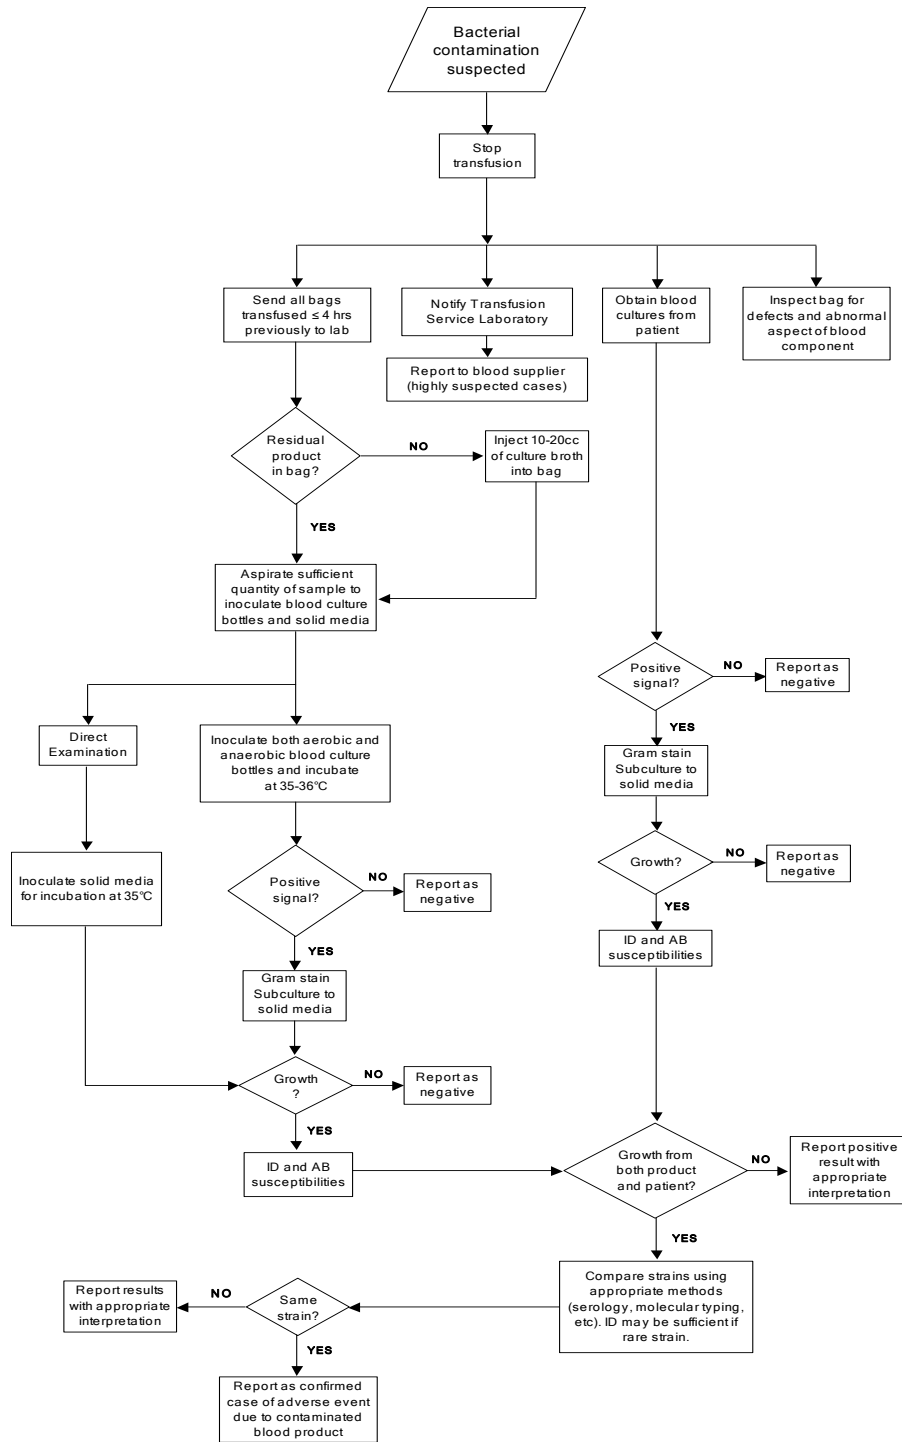 Bacterial
contamination
suspected
Stop
transfusion
Send all bags
transfused ≤ 4 hrs
previously to lab
Notify Transfusion
Service Laboratory
Obtain blood
cultures from
patient
Inspect bag for
defects and abnormal
aspect of blood
component
Report to blood supplier
(highly suspected cases)
Residual
product
in bag?
NO
Inject 10-20cc
of culture broth
into bag
YES
Aspirate sufficient
quantity of sample to
inoculate blood culture
bottles and solid media
Positive
signal?
NO
Report as
negative
YES
Direct
Examination
Inoculate both aerobic and
anaerobic blood culture
bottles and incubate
at 35-36°C
Gram stain
Subculture to
solid media
Inoculate solid media
for incubation at 35°C
Positive
signal?
NO
Report as
negative
YES
Growth?
NO
Report as
negative
YES
ID and AB
susceptibilities
Gram stain
Subculture to
solid media
Growth
?
NO
Report as
negative
YES
ID and AB
susceptibilities
Growth from
both product
and patient?
NO
Report positive
result with
appropriate
interpretation
YES
Compare strains using
appropriate methods
(serology, molecular typing,
etc). ID may be sufficient if
rare strain.
Same
strain?
NO
Report results
with appropriate
interpretation
YES
Report as confirmed
case of adverse event
due to contaminated
blood product